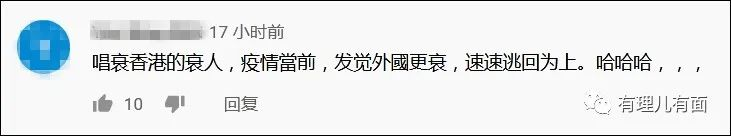 17 小时前
唱衰香港的衰人，疫情當前，发觉外國更衰，速速逃回为上。哈哈哈，，，
10 回复
有理儿有面